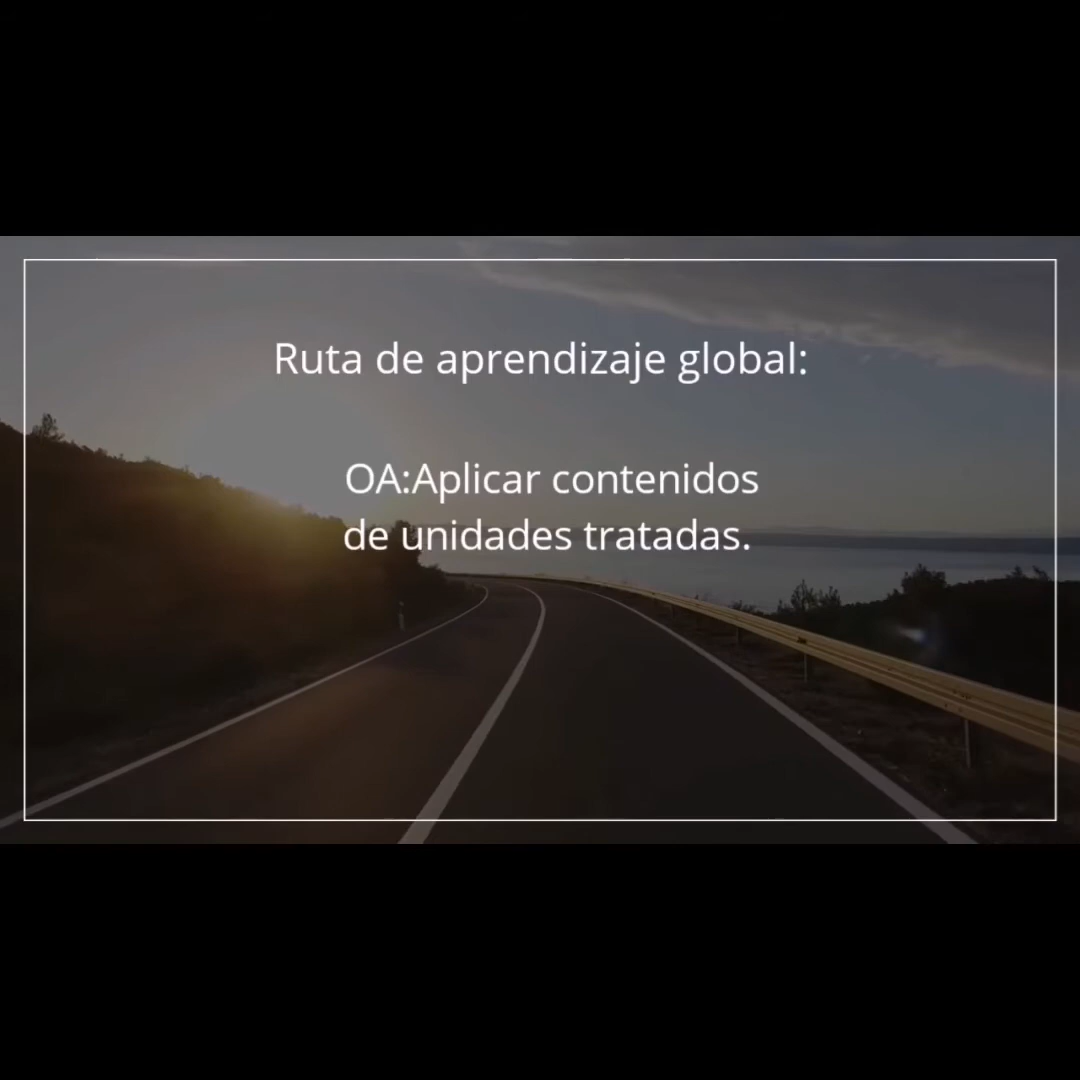 Ruta de aprendizaje global:
OA:Aplicar contenidos
de unidades tratadas.